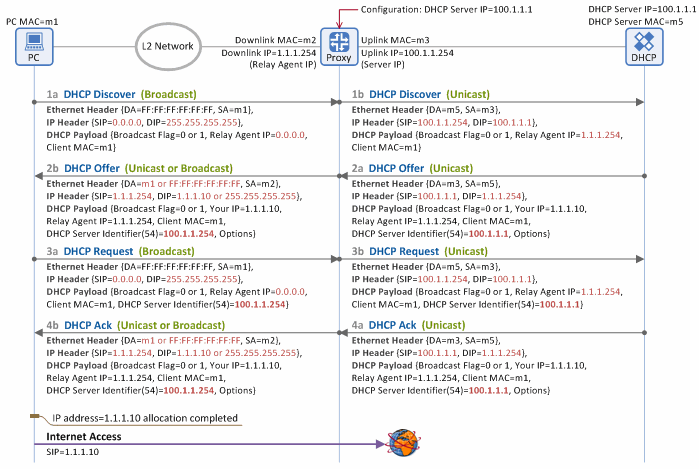 Configuration: DHCP Server IP=100.1.1.1
DHCP Server IP=100.1.1.1
DHCP Server MAC=m5
PC MAC=m1
PC
L2 Network
Downlink MAC=m2
Downlink IP=1.1.1.254
(Relay Agent IP)
Proxy
Uplink MAC=m3
Uplink IP=100.1.1.254
(Server IP)
DHCP
1a DHCP Discover (Broadcast)
Ethernet Header {DA=FF:FF:FF:FF:FF:FF, SA=m1},
IP Header {SIP=0.0.0.0, DIP=255.255.255.255},
DHCP Payload {Broadcast Flag=0 or 1, Relay Agent IP=0.0.0.0,
Client MAC=m1}
1b DHCP Discover (Unicast)
Ethernet Header {DA=m5, SA=m3},
IP Header {SIP=100.1.1.254, DIP=100.1.1.1},
DHCP Payload {Broadcast Flag=0 or 1, Relay Agent IP=1.1.1.254,
Client MAC=m1}
2b DHCP Offer (Unicast or Broadcast)
Ethernet Header {DA=m1 or FF:FF:FF:FF:FF:FF, SA=m2},
IP Header {SIP=1.1.1.254, DIP=1.1.1.10 or 255.255.255.255},
DHCP Payload {Broadcast Flag=0 or 1, Your IP=1.1.1.10,
Relay Agent IP=1.1.1.254, Client MAC=m1,
DHCP Server Identifier(54)=100.1.1.254, Options}
2a DHCP Offer (Unicast)
Ethernet Header {DA=m3, SA=m5},
IP Header {SIP=100.1.1.1, DIP=1.1.1.254},
DHCP Payload {Broadcast Flag=0 or 1, Your IP=1.1.1.10,
Relay Agent IP=1.1.1.254, Client MAC=m1,
DHCP Server Identifier(54)=100.1.1.1, Options}
3a DHCP Request (Broadcast)
Ethernet Header {DA=FF:FF:FF:FF:FF:FF, SA=m1},
IP Header {SIP=0.0.0.0, DIP=255.255.255.255},
DHCP Payload {Broadcast Flag=0 or 1, Relay Agent IP=0.0.0.0,
Client MAC=m1, DHCP Server Identifier(54)=100.1.1.254}
3b DHCP Request (Unicast)
Ethernet Header {DA=m5, SA=m3},
IP Header {SIP=100.1.1.254, DIP=100.1.1.1},
DHCP Payload {Broadcast Flag=0 or 1, Relay Agent IP=1.1.1.254,
Client MAC=m1, DHCP Server Identifier(54)=100.1.1.1}
4b DHCP Ack (Unicast or Broadcast)
Ethernet Header {DA=m1 or FF:FF:FF:FF:FF:FF, SA=m2},
IP Header {SIP=1.1.1.254, DIP=1.1.1.10 or 255.255.255.255},
DHCP Payload {Broadcast Flag=0 or 1, Your IP=1.1.1.10,
Relay Agent IP=1.1.1.254, Client MAC=m1,
DHCP Server Identifier(54)=100.1.1.254, Options}
4a DHCP Ack (Unicast)
Ethernet Header {DA=m3, SA=m5},
IP Header {SIP=100.1.1.1, DIP=1.1.1.254},
DHCP Payload {Broadcast Flag=0 or 1, Your IP=1.1.1.10,
Relay Agent IP=1.1.1.254, Client MAC=m1,
DHCP Server Identifier(54)=100.1.1.1, Options}
IP address=1.1.1.10 allocation completed
Internet Access
SIP=1.1.1.10